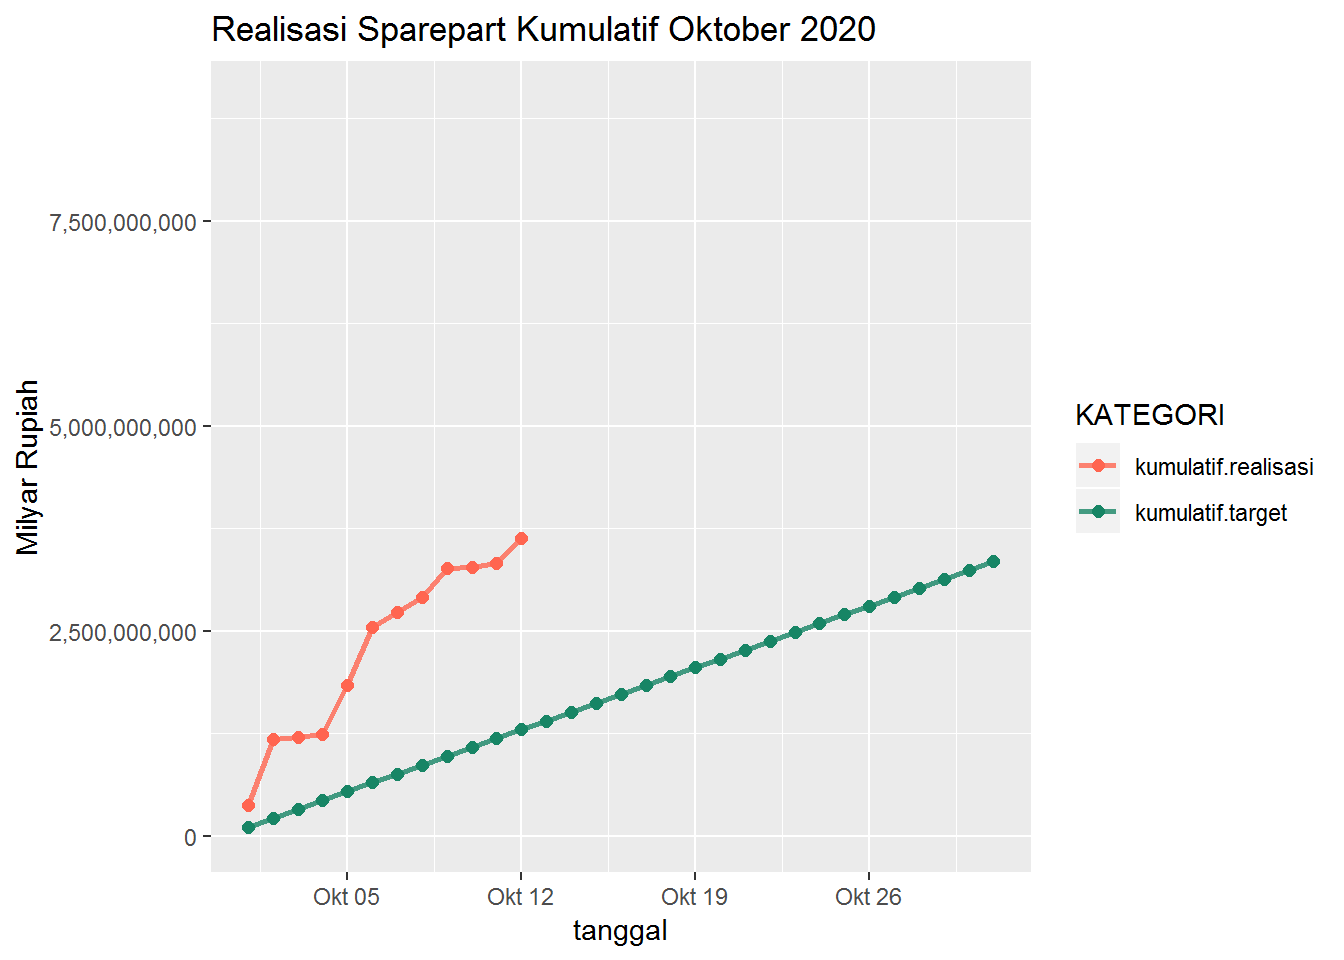 Realisasi Sparepart Kumulatif Oktober 2020
Milyar Rupiah
7,500,000,000
5,000,000,000
2,500,000,000
0
Okt 05 Okt 12 Okt 19 Okt 26
tanggal
KATEGORI
kumulatif.realisasi
kumulatif.target